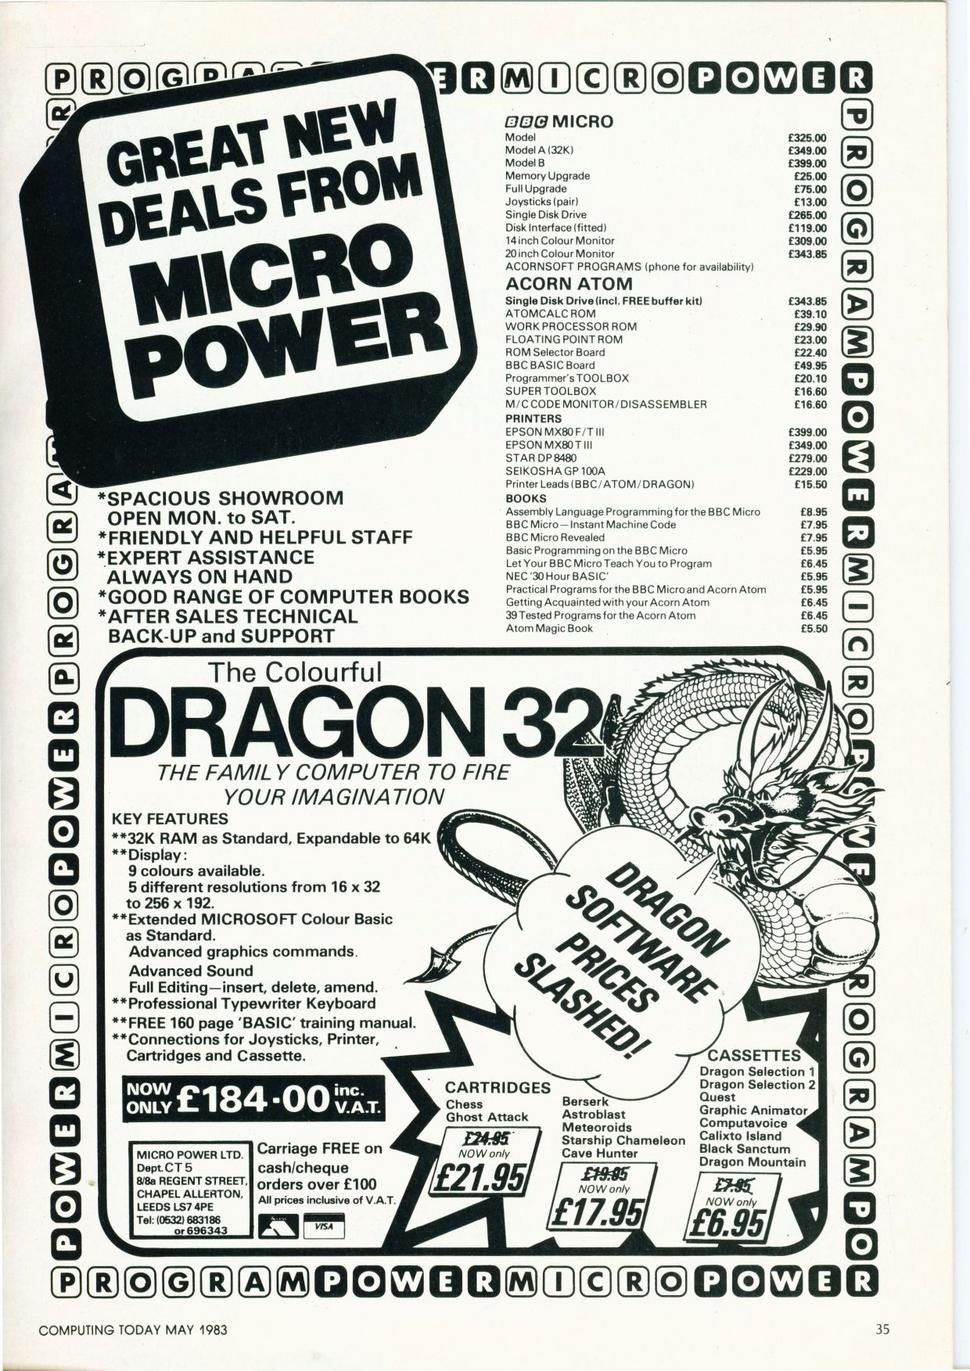 PROGRAMPOWERMICROPOWER
GREAT NEW
DEALS FROM
MICRO
POWER
*SPACIOUS SHOWROOM
OPEN MON. to SAT.
*FRIENDLY AND HELPFUL STAFF
*EXPERT ASSISTANCE
ALWAYS ON HAND
*GOOD RANGE OF COMPUTER BOOKS
*AFTER SALES TECHNICAL
BACK-UP and SUPPORT
BBC MICRO
Model £325.00
Model A (32K) £349.00
Model B £399.00
Memory Upgrade £25.00
Full Upgrade £75.00
Joysticks (pair) £13.00
Single Disk Drive £265.00
Disk Interface (fitted) £119.00
14 inch Colour Monitor £309.00
20 inch Colour Monitor £343.85
ACORNSOFT PROGRAMS (phone for availability)
ACORN ATOM
Single Disk Drive (incl. FREE buffer kit) £343.85
ATOMCALC ROM £39.10
WORK PROCESSOR ROM £29.90
FLOATING POINT ROM £23.00
ROM Selector Board £22.40
BBC BASIC Board £49.95
Programmer's TOOLBOX £20.10
SUPER TOOLBOX £16.60
M/C CODE MONITOR/DISASSEMBLER £16.60
PRINTERS
EPSON MX80 F/T III £399.00
EPSON MX80 T III £349.00
STAR DP 8480 £279.00
SEIKOSHA GP 100A £229.00
Printer Leads (BBC/ATOM/DRAGON) £15.50
BOOKS
Assembly Language Programming for the BBC Micro £8.95
BBC Micro — Instant Machine Code £7.95
BBC Micro Revealed £7.95
Basic Programming on the BBC Micro £5.95
Let Your BBC Micro Teach You to Program £6.45
NEC '30 Hour BASIC' £5.95
Practical Programs for the BBC Micro and Acorn Atom £5.95
Getting Acquainted with your Acorn Atom £6.45
39 Tested Programs for the Acorn Atom £6.45
Atom Magic Book £5.50
The Colourful
DRAGON 32
THE FAMILY COMPUTER TO FIRE
YOUR IMAGINATION
KEY FEATURES
**32K RAM as Standard, Expandable to 64K
**Display:
9 colours available.
5 different resolutions from 16 x 32
to 256 x 192.
**Extended MICROSOFT Colour Basic
as Standard.
Advanced graphics commands.
Advanced Sound
Full Editing—insert, delete, amend.
**Professional Typewriter Keyboard
**FREE 160 page 'BASIC' training manual.
**Connections for Joysticks, Printer,
Cartridges and Cassette.
DRAGON
SOFTWARE
PRICES
SLASHED!
NOW ONLY £184·00 inc. V.A.T.
MICRO POWER LTD.
Dept. CT 5
8/8a REGENT STREET,
CHAPEL ALLERTON,
LEEDS LS7 4PE
Tel: (0532) 683186
or 696343
Carriage FREE on
cash/cheque
orders over £100
All prices inclusive of V.A.T.
VISA
CARTRIDGES
Chess
Ghost Attack
£24.95
NOW only
£21.95
Berserk
Astroblast
Meteoroids
Starship Chameleon
Cave Hunter
£19.95
NOW only
£17.95
CASSETTES
Dragon Selection 1
Dragon Selection 2
Quest
Graphic Animator
Computavoice
Calixto Island
Black Sanctum
Dragon Mountain
£7.95
NOW only
£6.95
PROGRAMPOWERMICROPOWER
COMPUTING TODAY MAY 1983
35